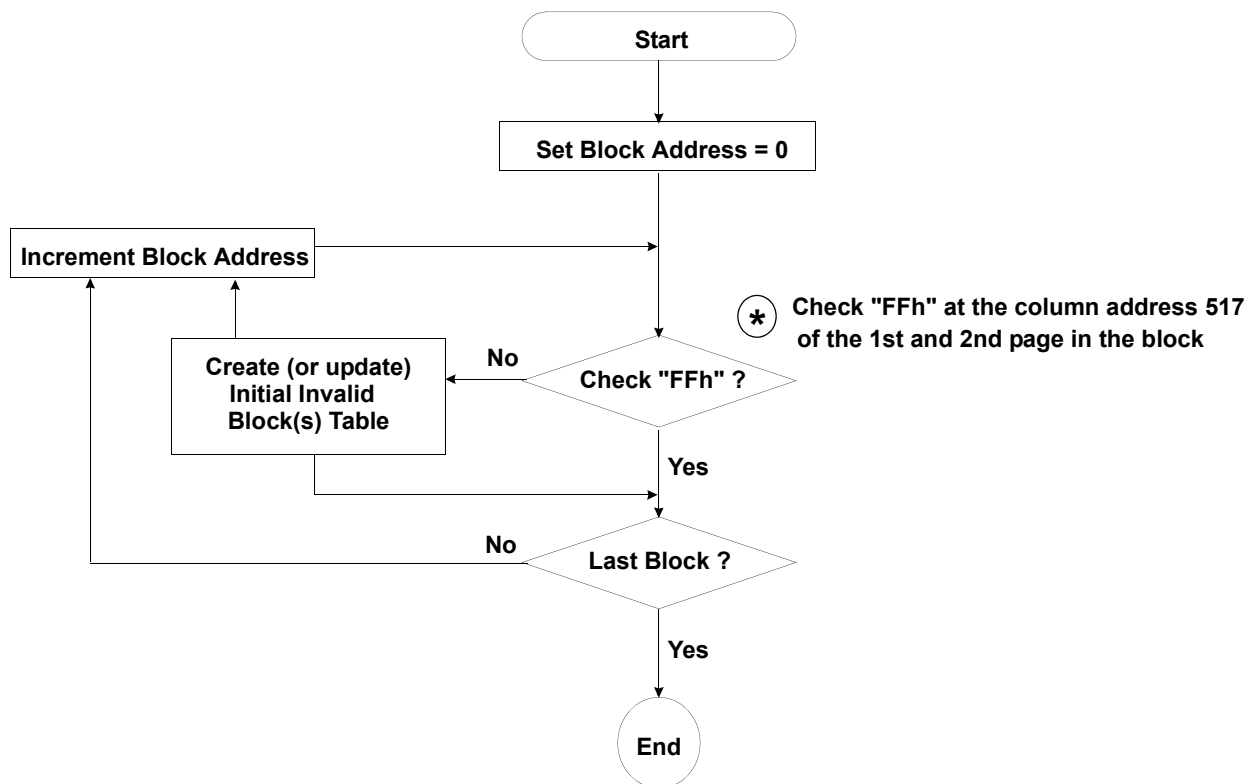 Start
Set Block Address = 0
Increment Block Address
* Check "FFh" at the column address 517
of the 1st and 2nd page in the block
No
Create (or update)
Initial Invalid
Block(s) Table
Check "FFh" ?
Yes
No
Last Block ?
Yes
End